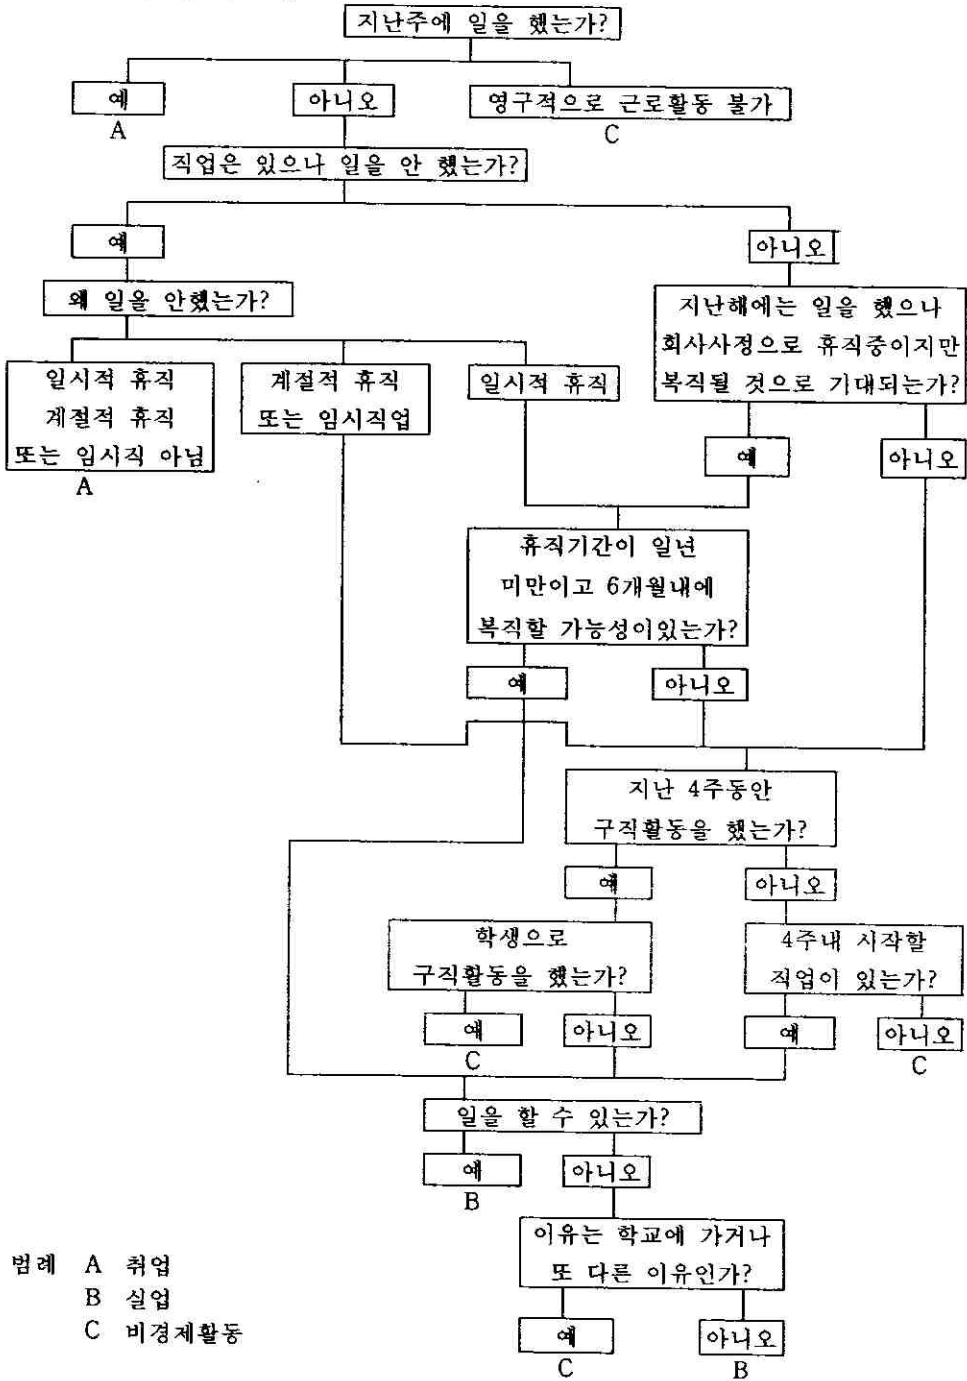 지난주에 일을 했는가?
예
아니오
영구적으로 근로활동 불가
A
C
직업은 있으나 일을 안 했는가?
예
아니오
왜 일을 안했는가?
지난해에는 일을 했으나
회사사정으로 휴직중이지만
복직될 것으로 기대되는가?
일시적 휴직
계절적 휴직
또는 임시직 아님
A
계절적 휴직
또는 임시직업
일시적 휴직
예
아니오
휴직기간이 일년
미만이고 6개월내에
복직할 가능성이있는가?
예
아니오
지난 4주동안
구직활동을 했는가?
예
아니오
학생으로
구직활동을 했는가?
4주내 시작할
직업이 있는가?
예
아니오
예
아니오
C
C
일을 할 수 있는가?
예
아니오
B
이유는 학교에 가거나
또 다른 이유인가?
예
아니오
C
B
범례 A 취업
B 실업
C 비경제활동